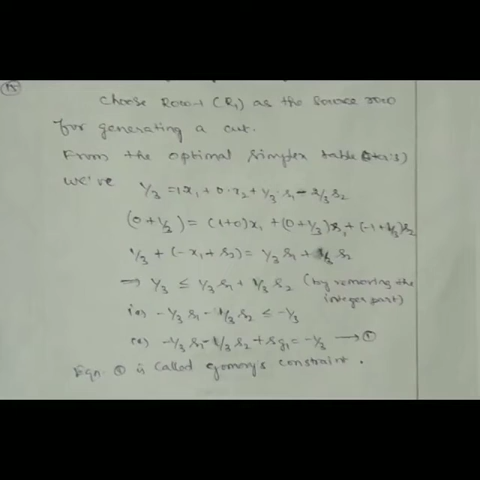 15
Choose Row-1 (R₁) as the source row
for generating a cut.
From the optimal simplex table
we've 1/3 = 1x₁ + 0·x₂ + 1/3·s₁ - 2/3 s₂
(0+1/3) = (1+0)x₁ + (0+1/3)s₁ + (-1+1/3)s₂
1/3 + (-x₁ + s₂) = 1/3 s₁ + 1/3 s₂
⇒ 1/3 ≤ 1/3 s₁ + 1/3 s₂ (by removing the
integer part)
(ie) -1/3 s₁ - 1/3 s₂ ≤ -1/3
(ie) -1/3 s₁ - 1/3 s₂ + sg₁ = -1/3 → ①
Eqn. ① is called gomory's constraint.